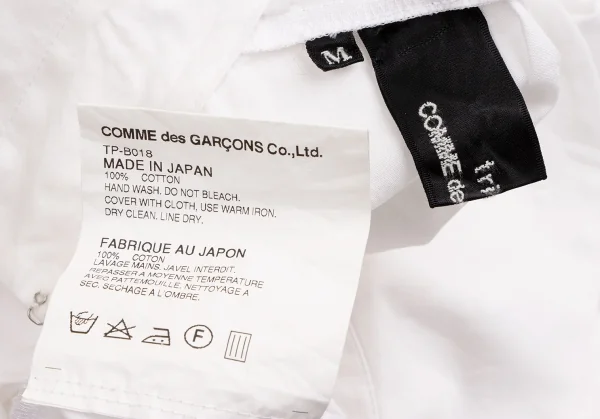 M
COMME de
tri
COMME des GARÇONS Co.,Ltd.
TP-B018
MADE IN JAPAN
100% COTTON
HAND WASH. DO NOT BLEACH.
COVER WITH CLOTH, USE WARM IRON.
DRY CLEAN. LINE DRY.
FABRIQUE AU JAPON
100% COTON
LAVAGE MAINS. JAVEL INTERDIT.
REPASSER A MOYENNE TEMPERATURE
AVEC PATTEMOUILLE. NETTOYAGE A
SEC. SECHAGE A L'OMBRE.
F